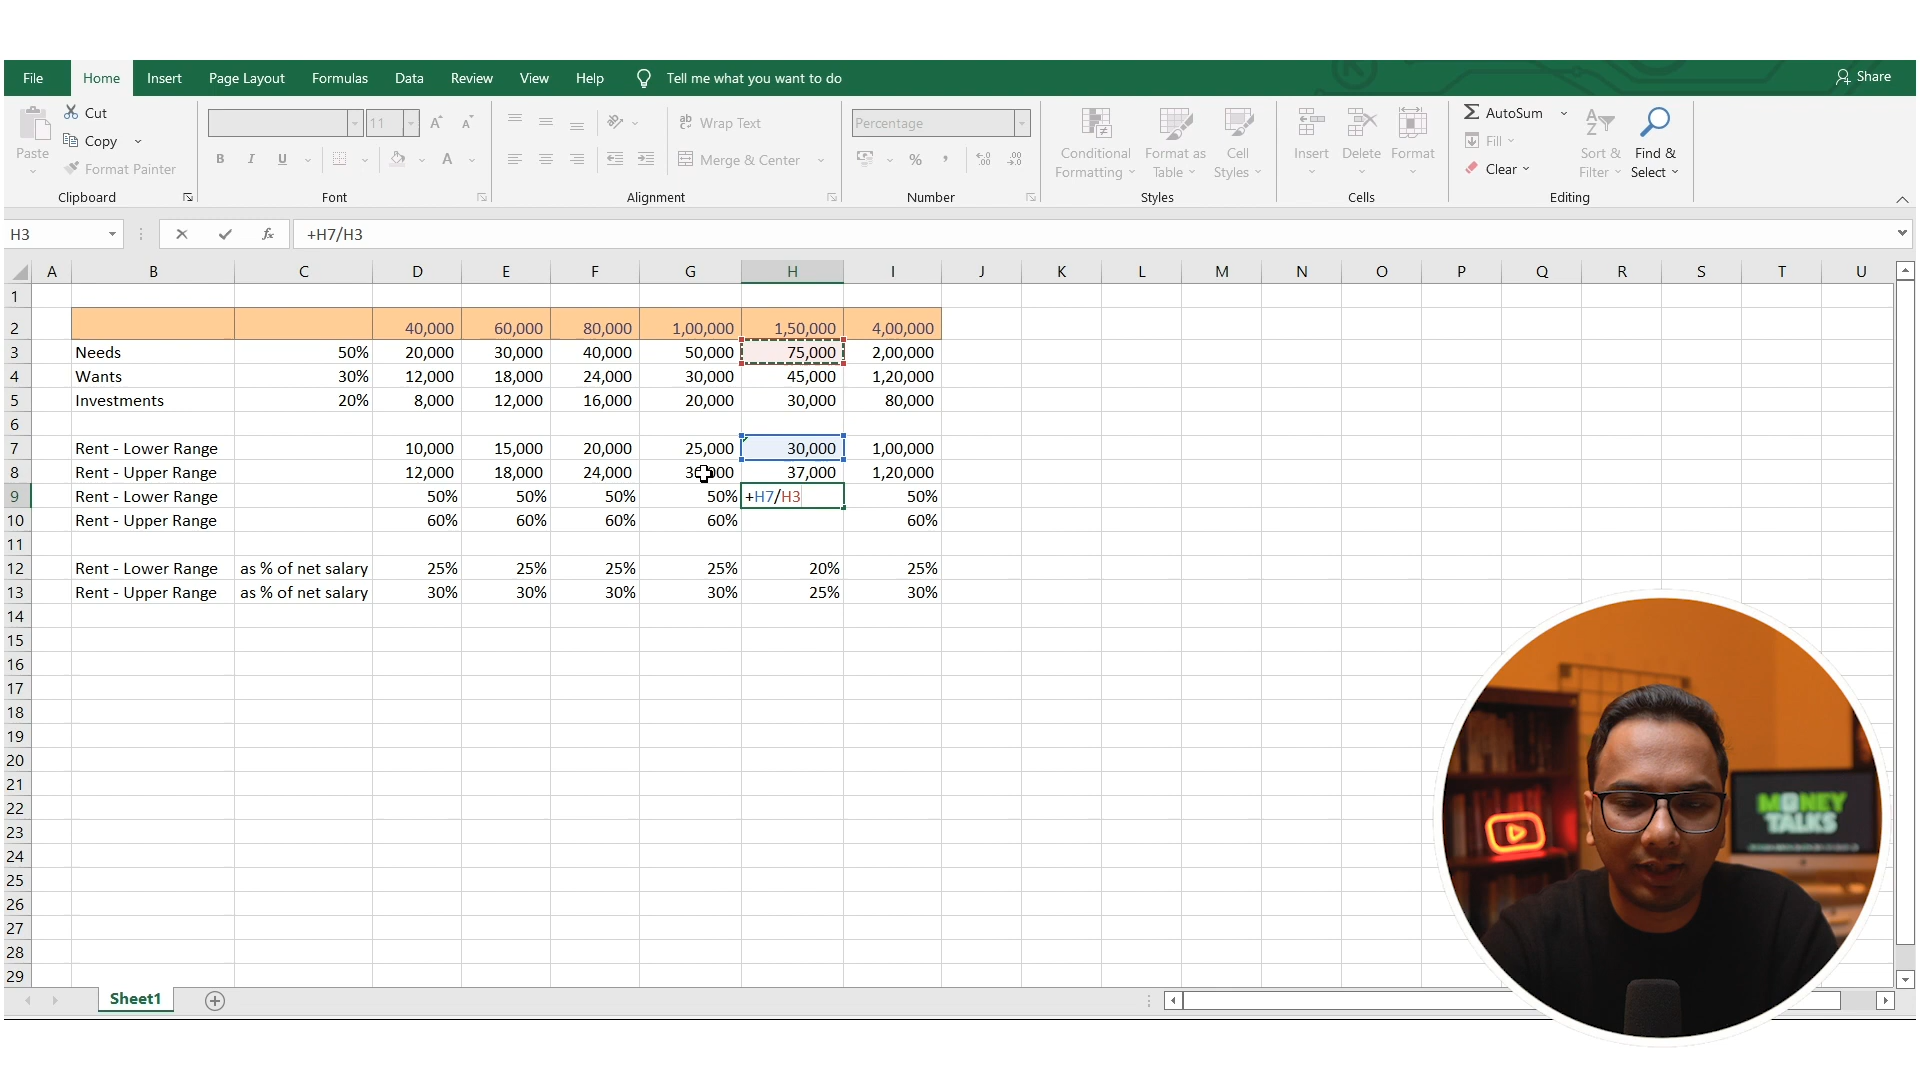 File Home Insert Page Layout Formulas Data Review View Help Tell me what you want to do Share
Paste
Cut
Copy
Format Painter
Clipboard
11
B I U A
Font
Wrap Text
Merge & Center
Alignment
Percentage
%
Number
Conditional Formatting
Format as Table
Cell Styles
Styles
Insert
Delete
Format
Cells
AutoSum
Fill
Clear
Sort & Filter
Find & Select
Editing
H3 fx +H7/H3
A B C D E F G H I J K L M N O P Q R S T U
1
2 40,000 60,000 80,000 1,00,000 1,50,000 4,00,000
3 Needs 50% 20,000 30,000 40,000 50,000 75,000 2,00,000
4 Wants 30% 12,000 18,000 24,000 30,000 45,000 1,20,000
5 Investments 20% 8,000 12,000 16,000 20,000 30,000 80,000
6
7 Rent - Lower Range 10,000 15,000 20,000 25,000 30,000 1,00,000
8 Rent - Upper Range 12,000 18,000 24,000 30,000 37,000 1,20,000
9 Rent - Lower Range 50% 50% 50% 50% +H7/H3 50%
10 Rent - Upper Range 60% 60% 60% 60% 60%
11
12 Rent - Lower Range as % of net salary 25% 25% 25% 25% 20% 25%
13 Rent - Upper Range as % of net salary 30% 30% 30% 30% 25% 30%
14
15
16
17
18
19
20
21
22
23
24
25
26
27
28
29
MONEY
TALKS
Sheet1